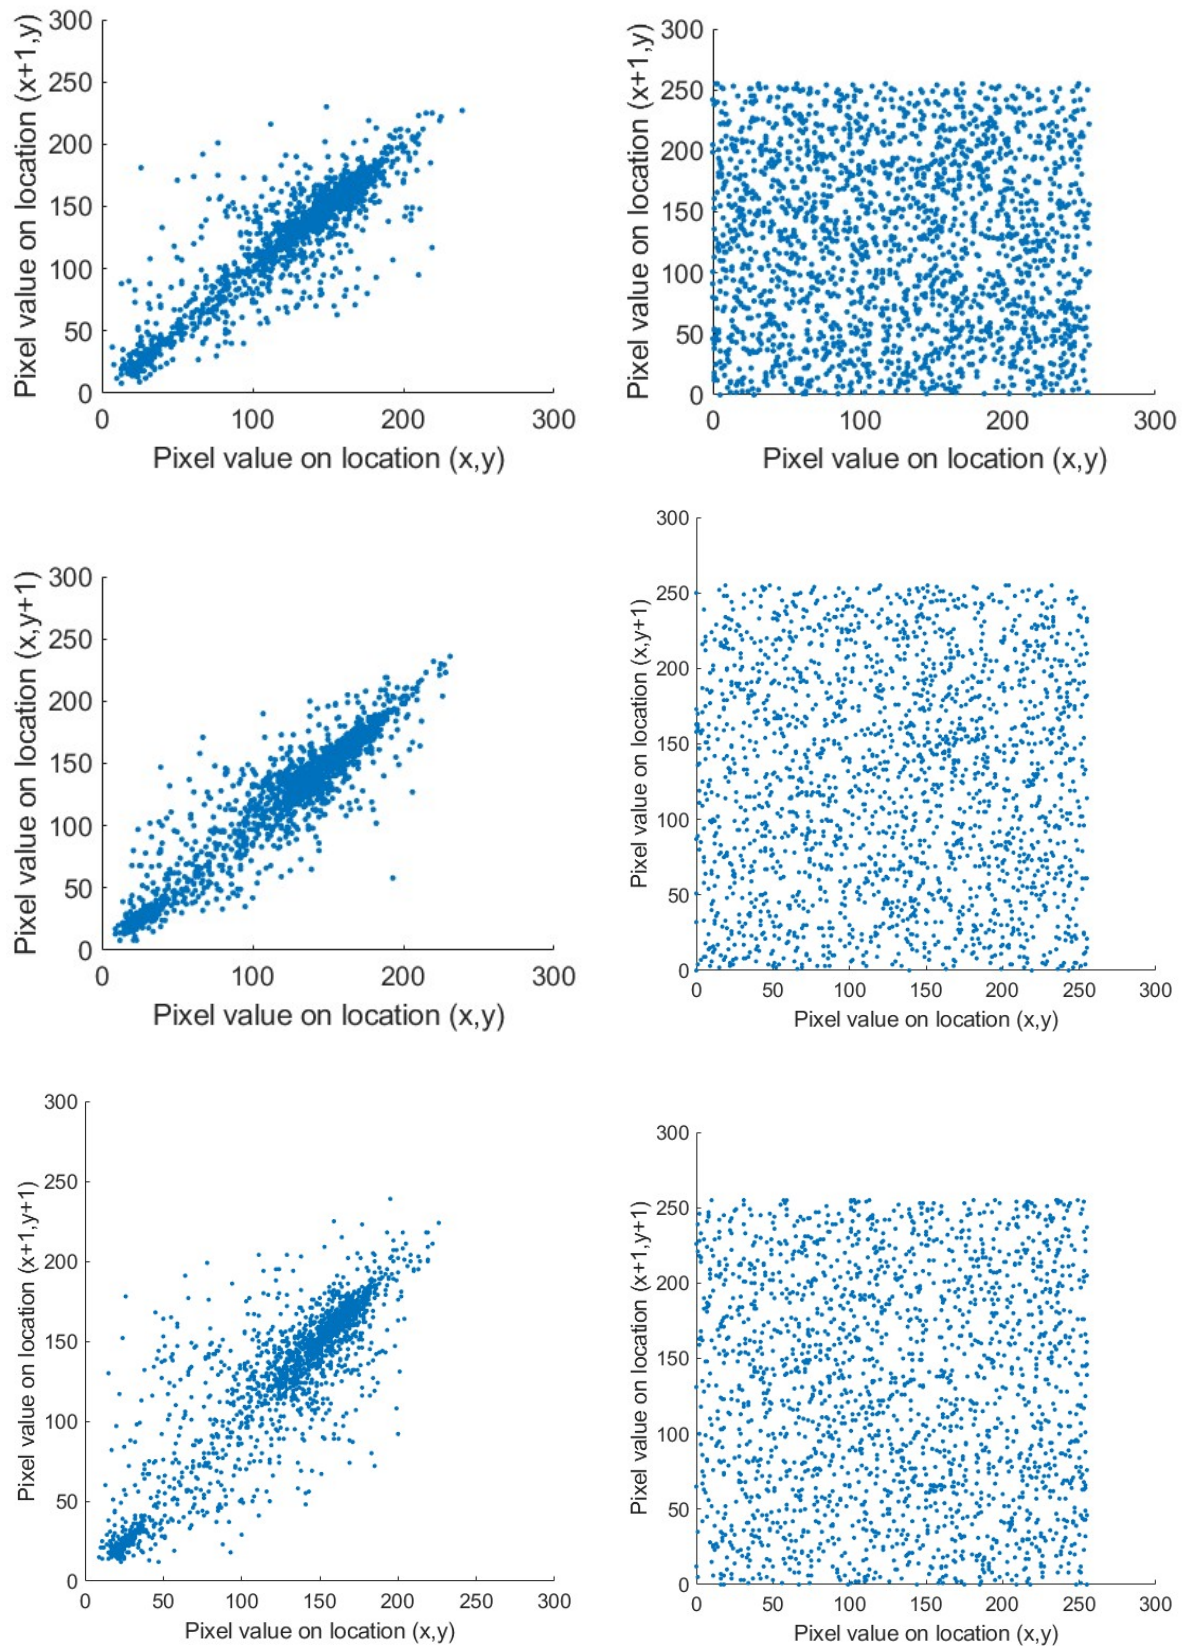 Pixel value on location (x+1,y)
300
250
200
150
100
50
0
0 100 200 300
Pixel value on location (x,y)
Pixel value on location (x+1,y)
300
250
200
150
100
50
0
0 100 200 300
Pixel value on location (x,y)
Pixel value on location (x,y+1)
300
250
200
150
100
50
0
0 100 200 300
Pixel value on location (x,y)
Pixel value on location (x,y+1)
300
250
200
150
100
50
0
0 50 100 150 200 250 300
Pixel value on location (x,y)
Pixel value on location (x+1,y+1)
300
250
200
150
100
50
0
0 50 100 150 200 250 300
Pixel value on location (x,y)
Pixel value on location (x+1,y+1)
300
250
200
150
100
50
0
0 50 100 150 200 250 300
Pixel value on location (x,y)